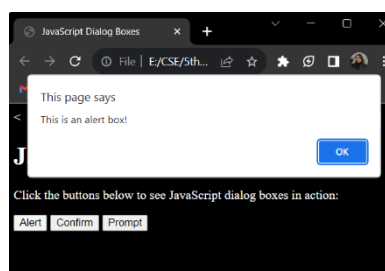 JavaScript Dialog Boxes
File | E:/CSE/5th...
This page says
This is an alert box!
OK
<
J
Click the buttons below to see JavaScript dialog boxes in action:
Alert Confirm Prompt